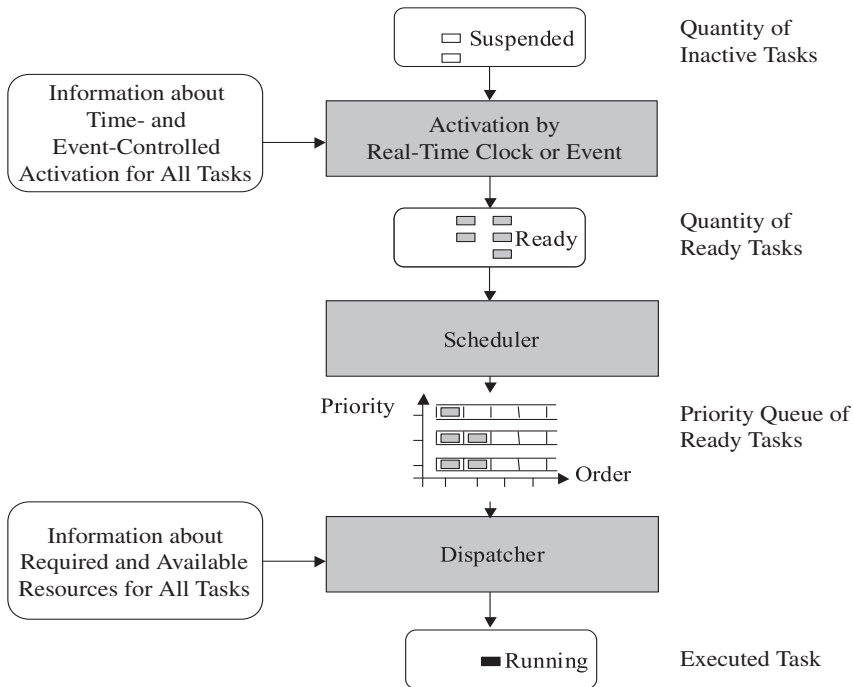 Suspended
Quantity of
Inactive Tasks
Information about
Time- and
Event-Controlled
Activation for All Tasks
Activation by
Real-Time Clock or Event
Ready
Quantity of
Ready Tasks
Scheduler
Priority
Order
Priority Queue of
Ready Tasks
Information about
Required and Available
Resources for All Tasks
Dispatcher
Running
Executed Task